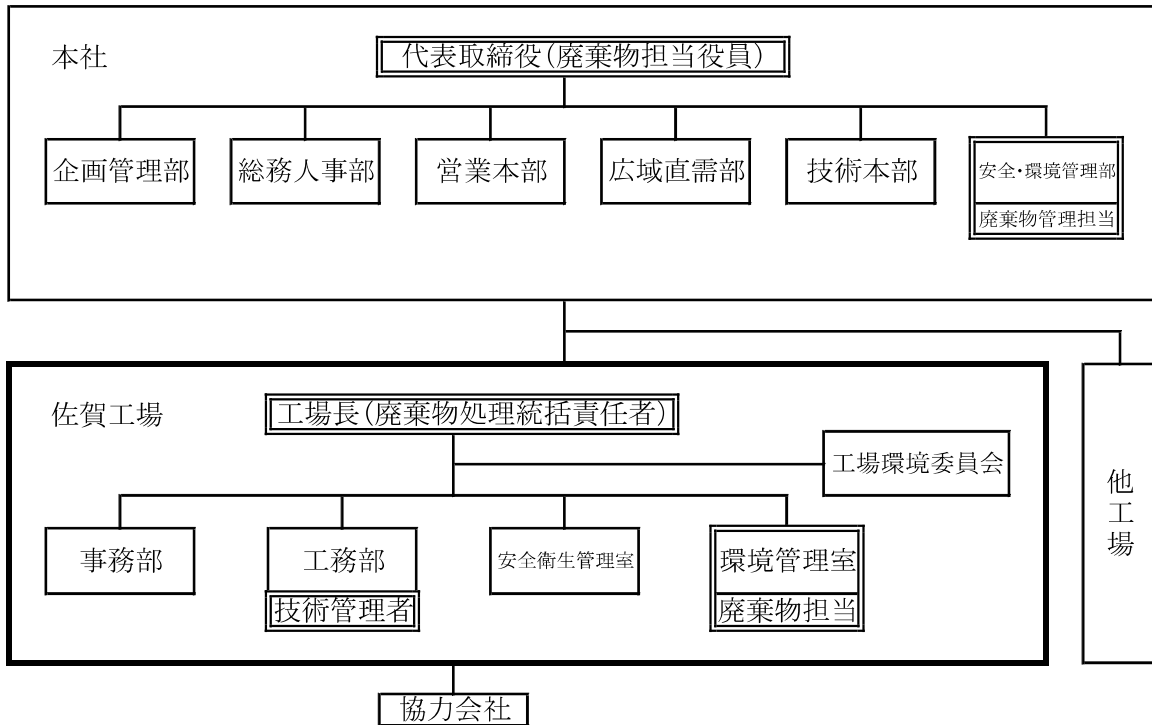 本社
代表取締役(廃棄物担当役員)
企画管理部
総務人事部
営業本部
広域直需部
技術本部
安全・環境管理部
廃棄物管理担当
佐賀工場
工場長(廃棄物処理統括責任者)
工場環境委員会
他工場
事務部
工務部
技術管理者
安全衛生管理室
環境管理室
廃棄物担当
協力会社